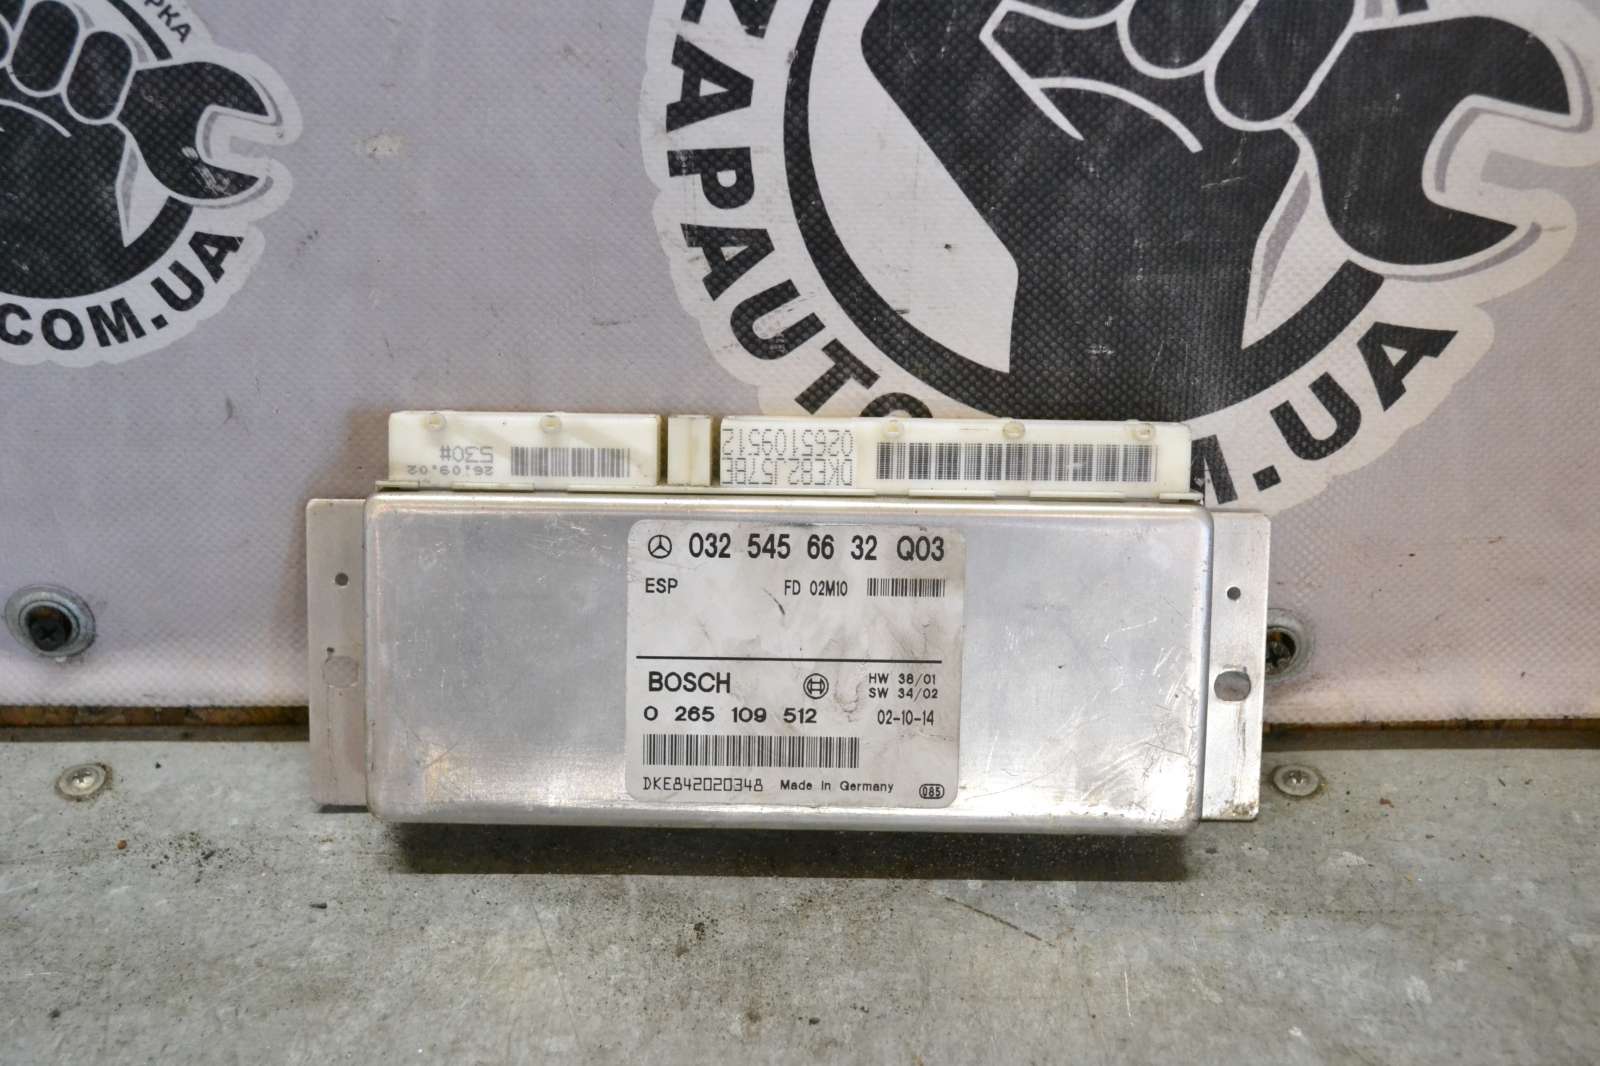 РКА
COM.UA
ZAPAUTO
M.UA
530#
26.09.02
0265109512
DKE82J57BE
032 545 66 32 Q03
ESP FD 02M10
BOSCH HW 38/01
SW 34/02
0 265 109 512 02-10-14
DKE842020348 Made in Germany 085